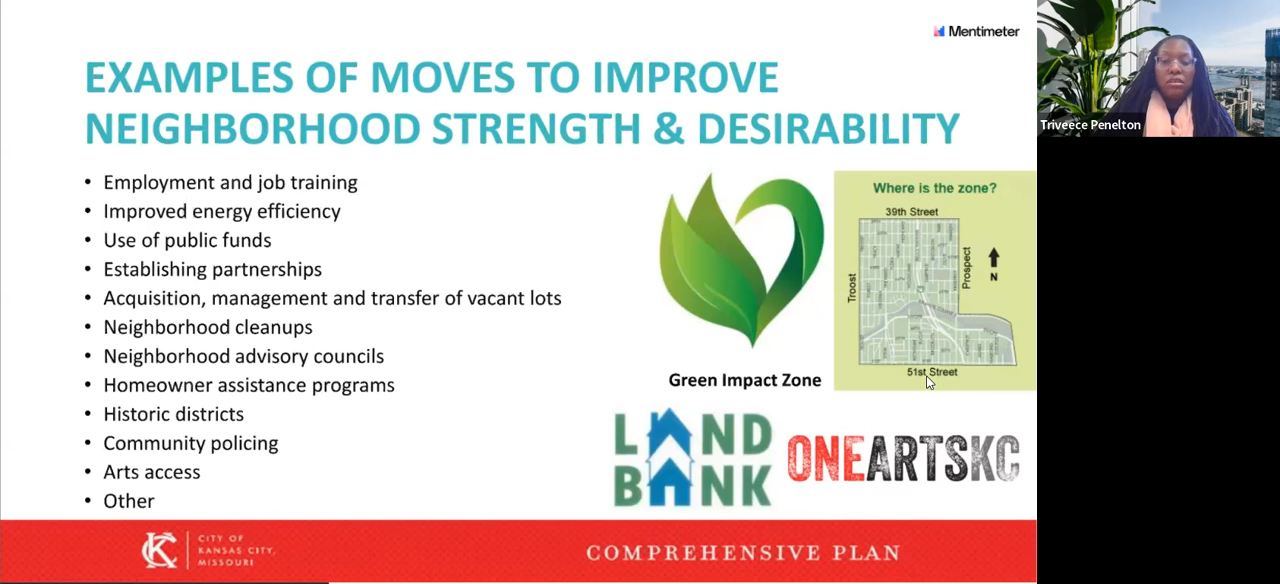 Mentimeter
EXAMPLES OF MOVES TO IMPROVE
NEIGHBORHOOD STRENGTH & DESIRABILITY
• Employment and job training
• Improved energy efficiency
• Use of public funds
• Establishing partnerships
• Acquisition, management and transfer of vacant lots
• Neighborhood cleanups
• Neighborhood advisory councils
• Homeowner assistance programs
• Historic districts
• Community policing
• Arts access
• Other
Green Impact Zone
Where is the zone?
39th Street
Troost
Prospect
N
51st Street
LAND
BANK
ONEARTSKC
KC
CITY OF
KANSAS CITY,
MISSOURI
COMPREHENSIVE PLAN
Triveece Penelton